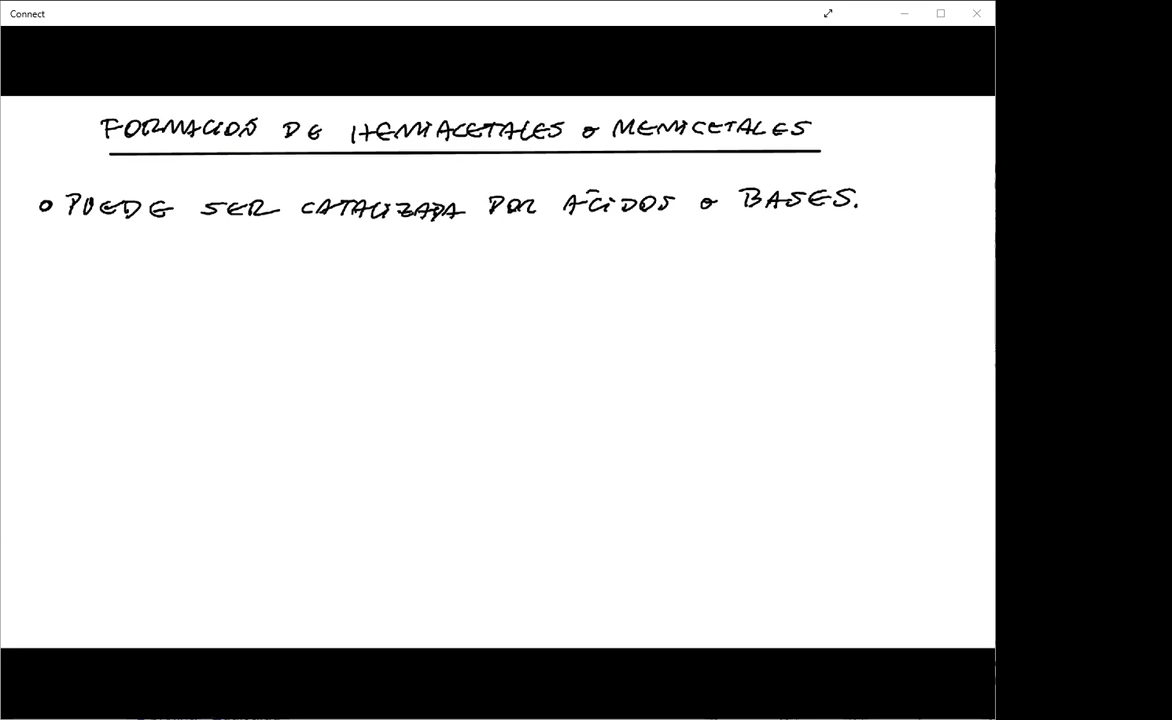 Connect
FORMACIÓN DE HEMIACETALES o HEMICETALES
o PUEDE SER CATALIZADA POR ÁCIDOS o BASES.